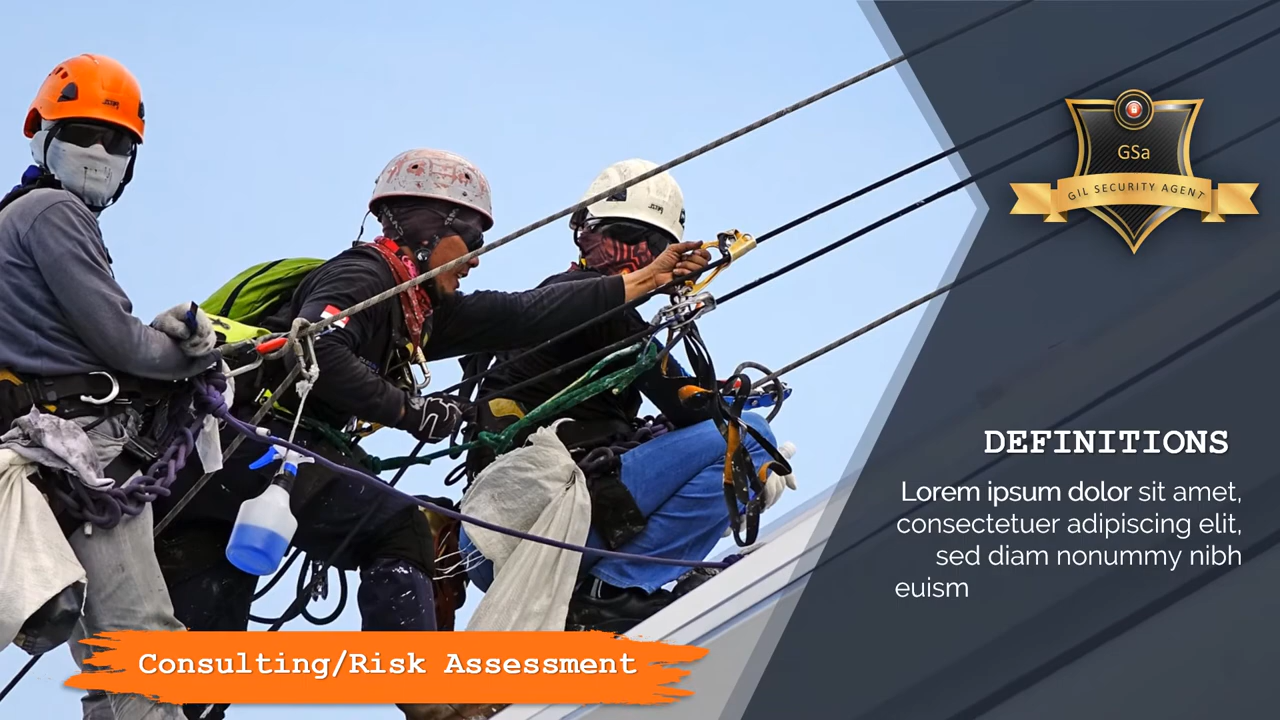 GSa
GIL SECURITY AGENT
DEFINITIONS
Lorem ipsum dolor sit amet,
consectetuer adipiscing elit,
sed diam nonummy nibh
euism
Consulting/Risk Assessment